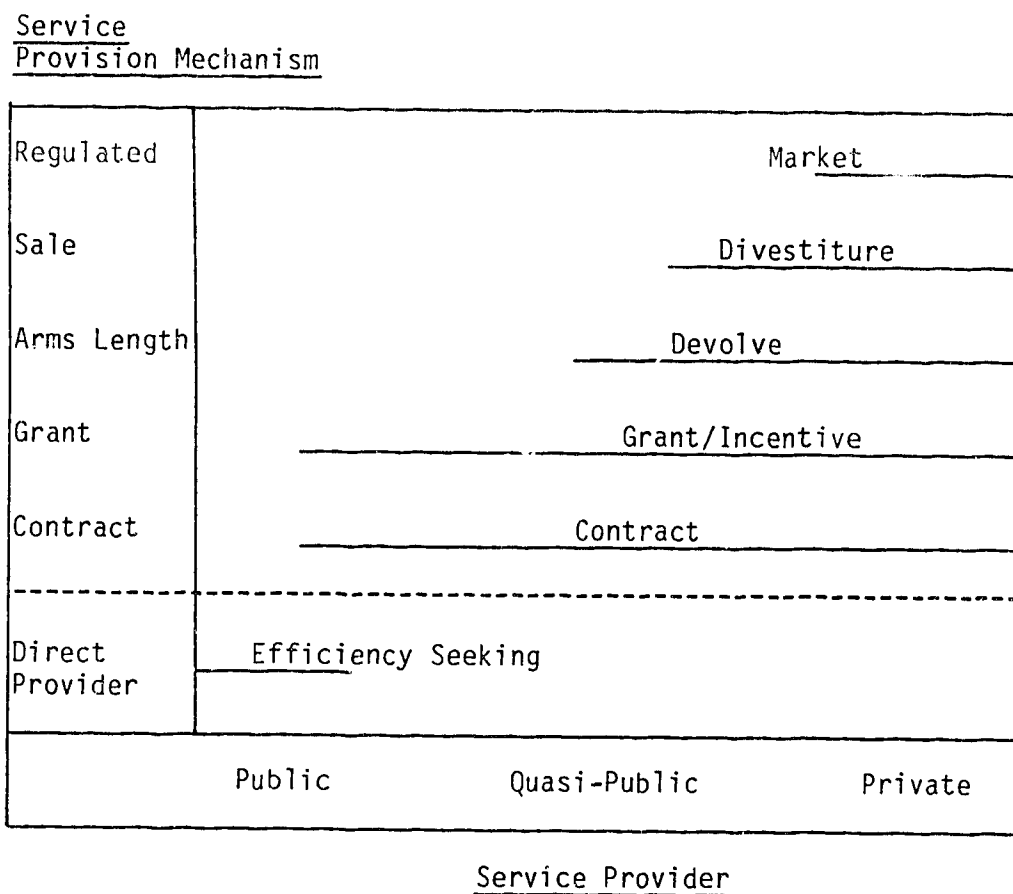 Service
Provision Mechanism
Regulated Market
Sale Divestiture
Arms Length Devolve
Grant Grant/Incentive
Contract Contract
Direct Efficiency Seeking
Provider
Public Quasi-Public Private
Service Provider